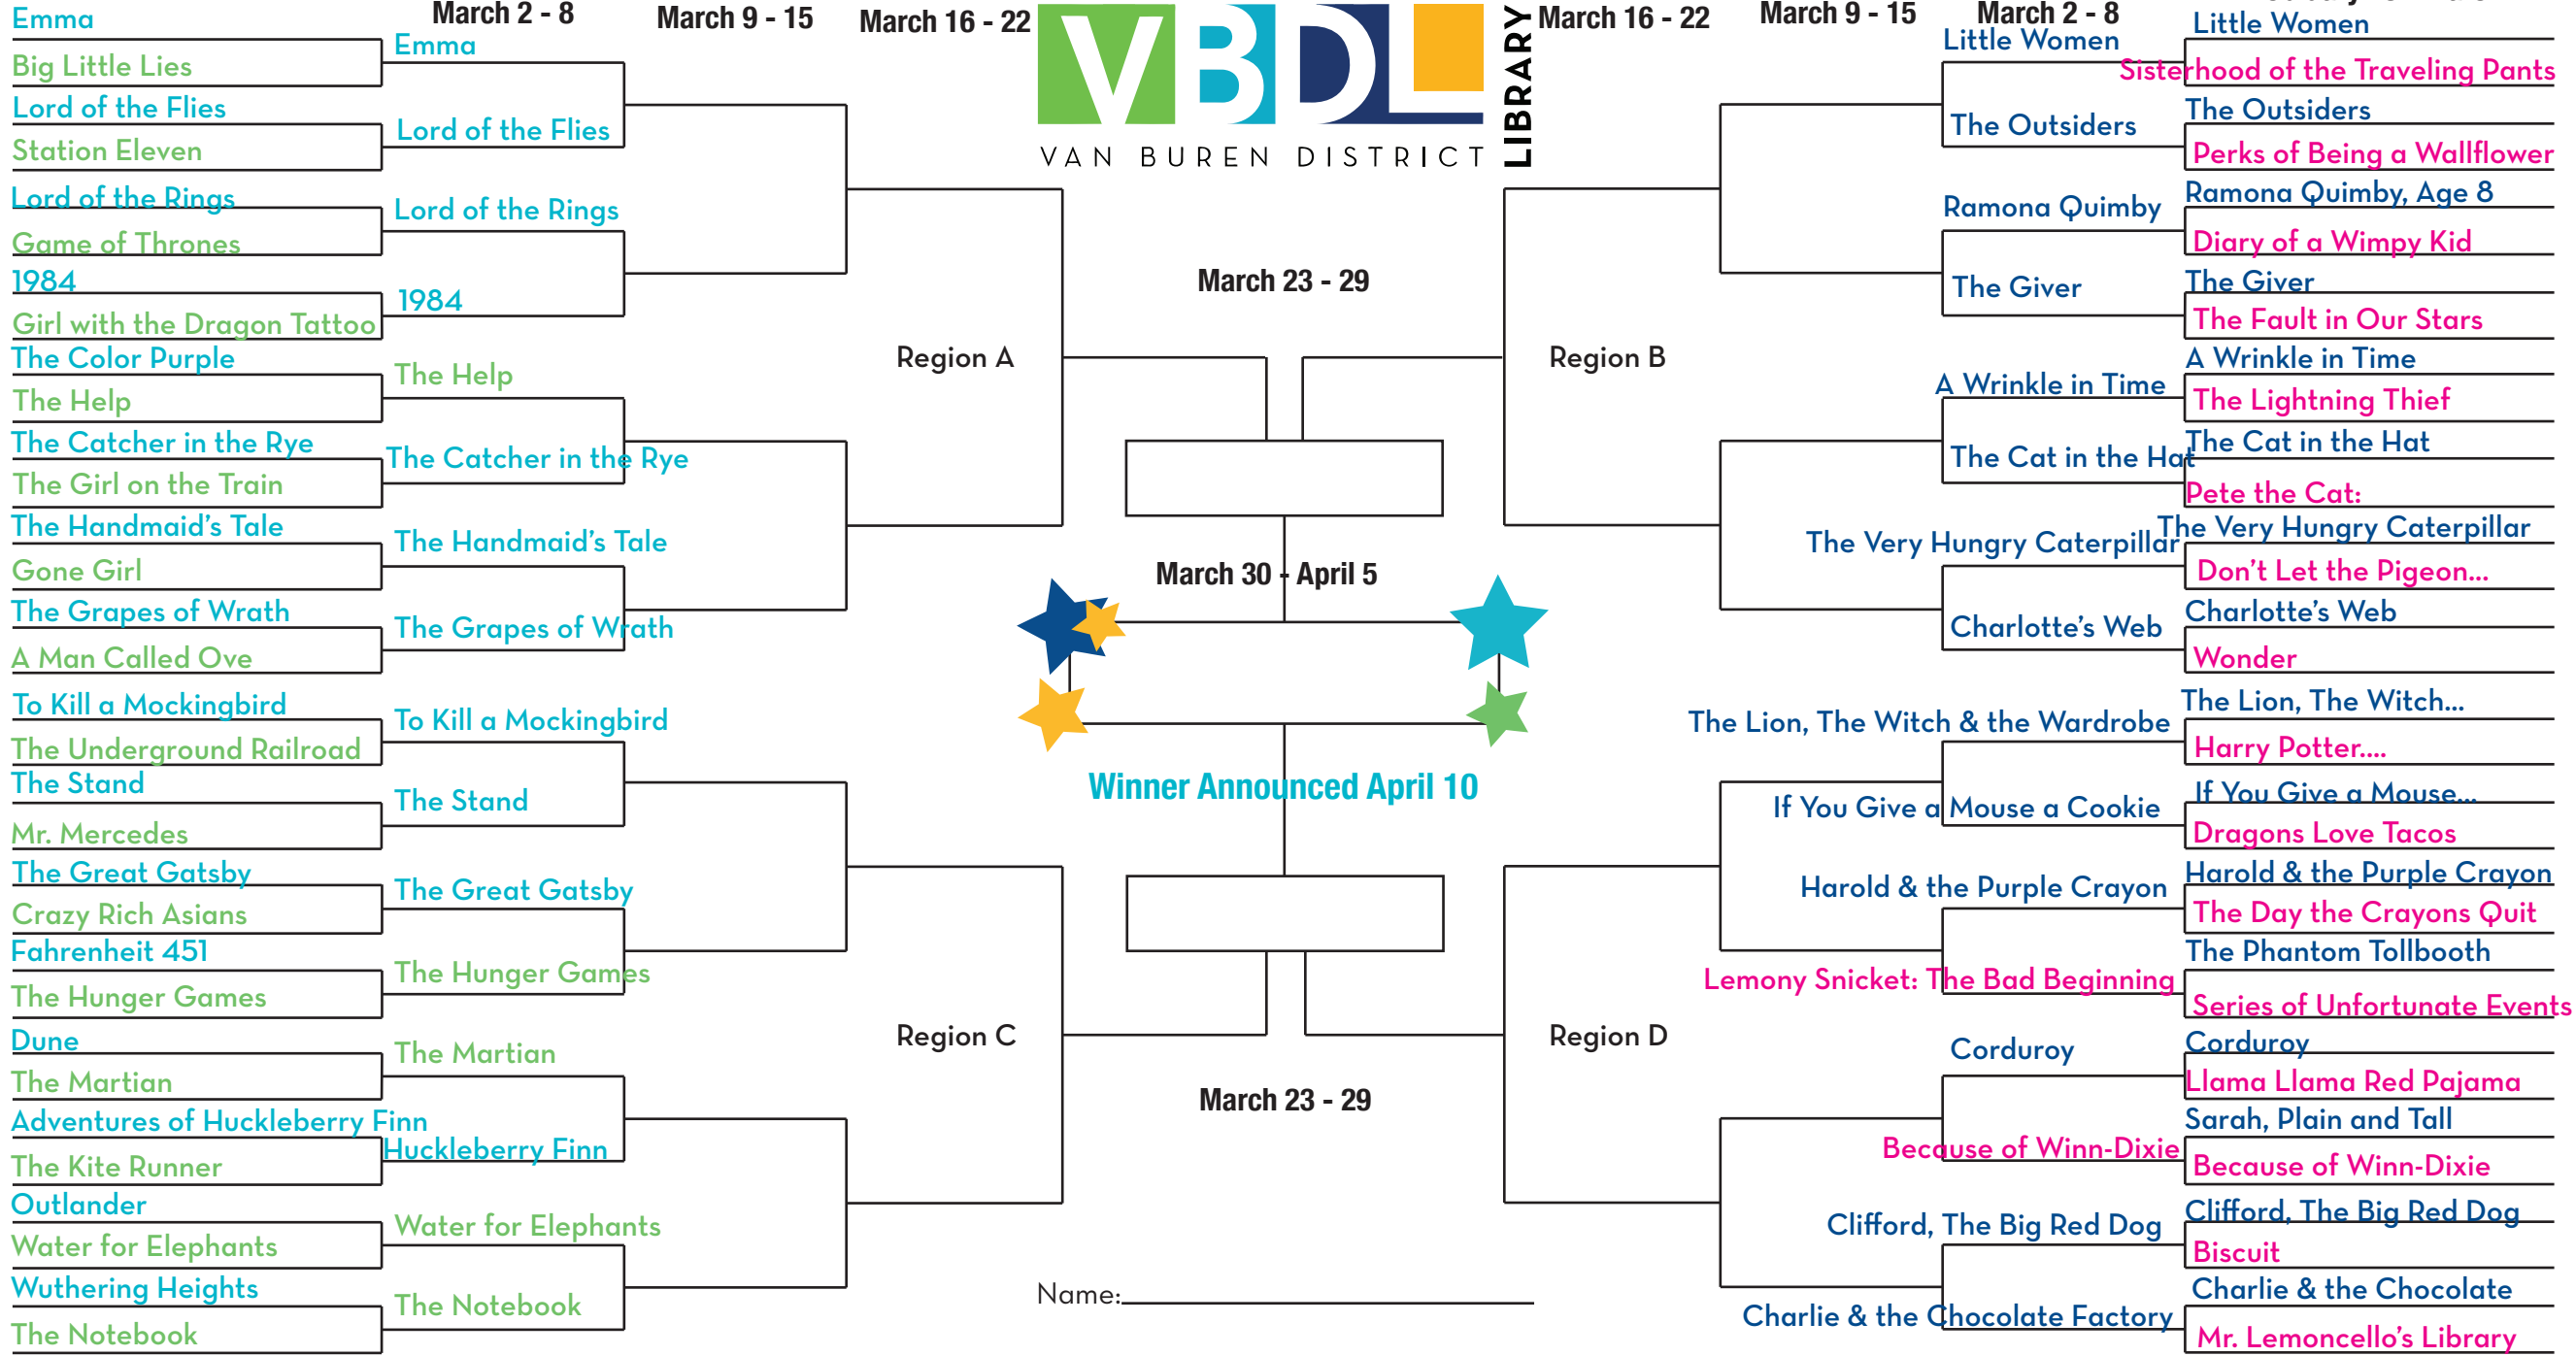 March 2 - 8
March 9 - 15
March 16 - 22
VBDL
VAN BUREN DISTRICT
LIBRARY
March 16 - 22
March 9 - 15
March 2 - 8
Emma
Big Little Lies
Lord of the Flies
Station Eleven
Lord of the Rings
Game of Thrones
1984
Girl with the Dragon Tattoo
The Color Purple
The Help
The Catcher in the Rye
The Girl on the Train
The Handmaid's Tale
Gone Girl
The Grapes of Wrath
A Man Called Ove
To Kill a Mockingbird
The Underground Railroad
The Stand
Mr. Mercedes
The Great Gatsby
Crazy Rich Asians
Fahrenheit 451
The Hunger Games
Dune
The Martian
Adventures of Huckleberry Finn
The Kite Runner
Outlander
Water for Elephants
Wuthering Heights
The Notebook
Emma
Lord of the Flies
Lord of the Rings
1984
The Help
The Catcher in the Rye
The Handmaid's Tale
The Grapes of Wrath
To Kill a Mockingbird
The Stand
The Great Gatsby
The Hunger Games
The Martian
Huckleberry Finn
Water for Elephants
The Notebook
Region A
Region C
March 23 - 29
March 30 - April 5
Winner Announced April 10
March 23 - 29
Name:
Region B
Region D
Little Women
The Outsiders
Ramona Quimby
The Giver
A Wrinkle in Time
The Cat in the Hat
The Very Hungry Caterpillar
Charlotte's Web
The Lion, The Witch & the Wardrobe
If You Give a Mouse a Cookie
Harold & the Purple Crayon
Lemony Snicket: The Bad Beginning
Corduroy
Because of Winn-Dixie
Clifford, The Big Red Dog
Charlie & the Chocolate Factory
Little Women
Sisterhood of the Traveling Pants
The Outsiders
Perks of Being a Wallflower
Ramona Quimby, Age 8
Diary of a Wimpy Kid
The Giver
The Fault in Our Stars
A Wrinkle in Time
The Lightning Thief
The Cat in the Hat
Pete the Cat:
The Very Hungry Caterpillar
Don't Let the Pigeon...
Charlotte's Web
Wonder
The Lion, The Witch...
Harry Potter....
If You Give a Mouse...
Dragons Love Tacos
Harold & the Purple Crayon
The Day the Crayons Quit
The Phantom Tollbooth
Series of Unfortunate Events
Corduroy
Llama Llama Red Pajama
Sarah, Plain and Tall
Because of Winn-Dixie
Clifford, The Big Red Dog
Biscuit
Charlie & the Chocolate
Mr. Lemoncello's Library